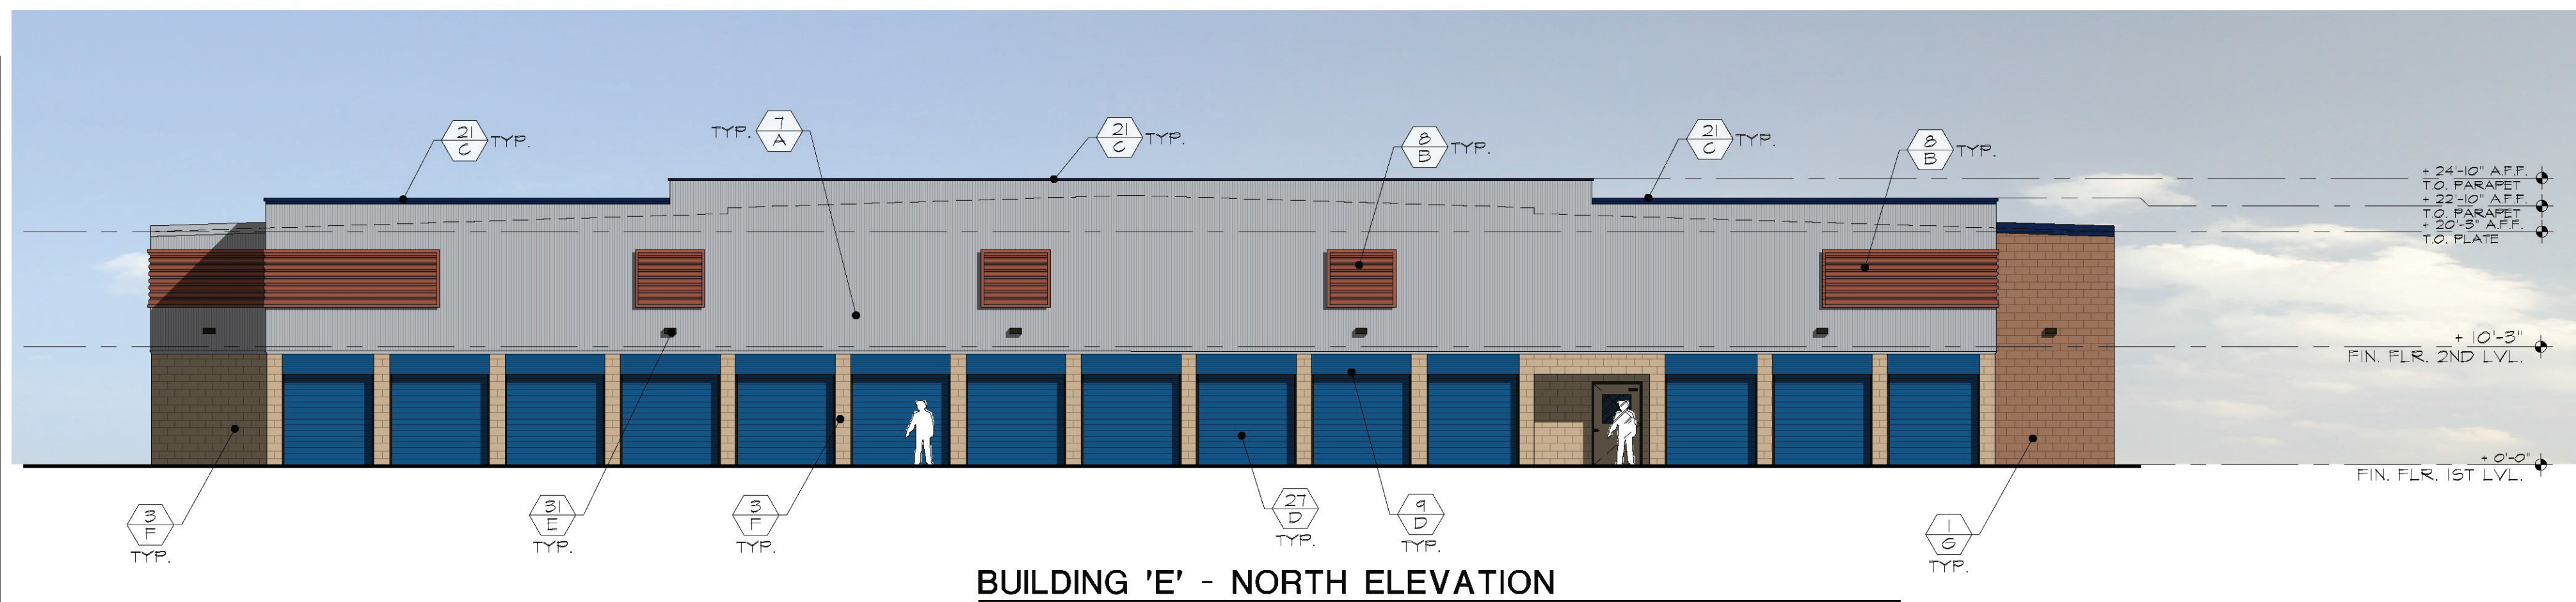 21
C
TYP.
TYP.
7
A
21
C
TYP.
8
B
TYP.
21
C
TYP.
8
B
TYP.
+ 24'-10" A.F.F.
T.O. PARAPET
+ 22'-10" A.F.F.
T.O. PARAPET
+ 20'-3" A.F.F.
T.O. PLATE
+ 10'-3"
FIN. FLR. 2ND LVL.
+ 0'-0"
FIN. FLR. 1ST LVL.
3
F
TYP.
31
E
TYP.
3
F
TYP.
27
D
TYP.
9
D
TYP.
1
G
TYP.
BUILDING 'E' - NORTH ELEVATION